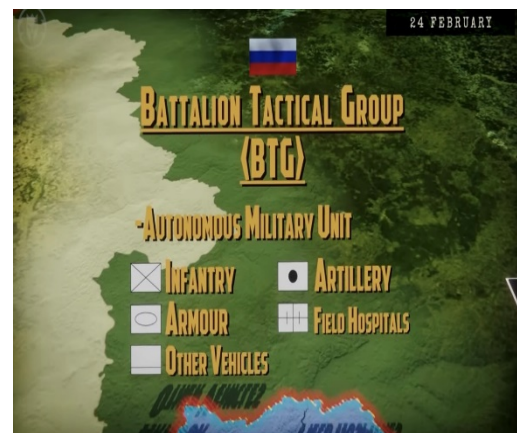 24 FEBRUARY
BATTALION TACTICAL GROUP
(BTG)
-AUTONOMOUS MILITARY UNIT
INFANTRY
ARTILLERY
ARMOUR
FIELD HOSPITALS
OTHER VEHICLES